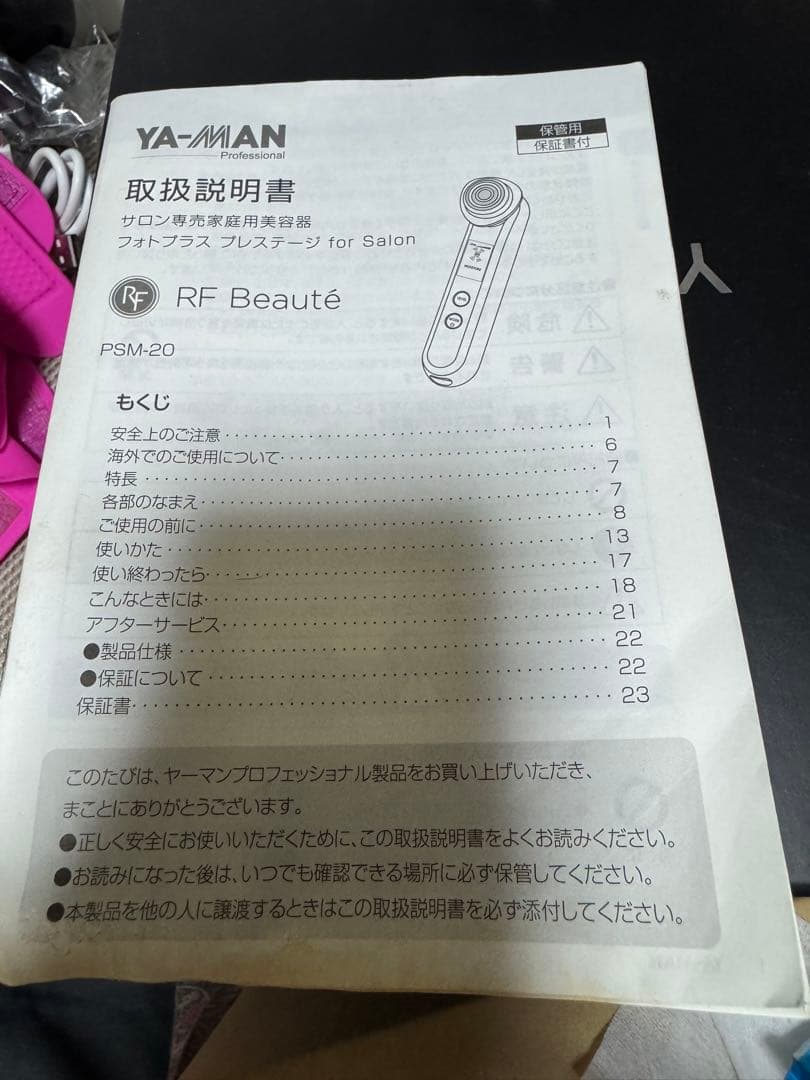 YA-MAN
Professional
保管用
保証書付
取扱説明書
サロン専売家庭用美容器
フォトプラス プレステージ for Salon
RF RF Beauté
PSM-20
もくじ
安全上のご注意 1
海外でのご使用について 6
特長 7
各部のなまえ 7
ご使用の前に 8
使いかた 13
使い終わったら 17
こんなときには 18
アフターサービス 21
●製品仕様 22
●保証について 22
保証書 23
このたびは、ヤーマンプロフェッショナル製品をお買い上げいただき、
まことにありがとうございます。
●正しく安全にお使いいただくために、この取扱説明書をよくお読みください。
●お読みになった後は、いつでも確認できる場所に必ず保管してください。
●本製品を他の人に譲渡するときはこの取扱説明書を必ず添付してください。
Y